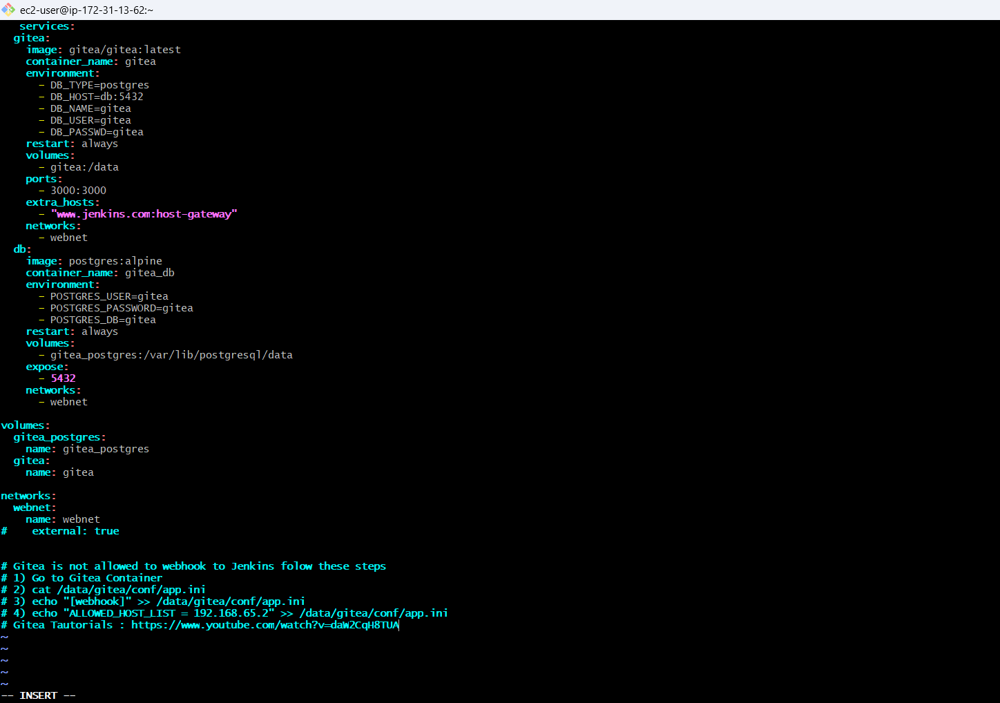 ec2-user@ip-172-31-13-62:~
   services:
  gitea:
    image: gitea/gitea:latest
    container_name: gitea
    environment:
      - DB_TYPE=postgres
      - DB_HOST=db:5432
      - DB_NAME=gitea
      - DB_USER=gitea
      - DB_PASSWD=gitea
    restart: always
    volumes:
      - gitea:/data
    ports:
      - 3000:3000
    extra_hosts:
      - "www.jenkins.com:host-gateway"
    networks:
      - webnet
  db:
    image: postgres:alpine
    container_name: gitea_db
    environment:
      - POSTGRES_USER=gitea
      - POSTGRES_PASSWORD=gitea
      - POSTGRES_DB=gitea
    restart: always
    volumes:
      - gitea_postgres:/var/lib/postgresql/data
    expose:
      - 5432
    networks:
      - webnet

volumes:
  gitea_postgres:
    name: gitea_postgres
  gitea:
    name: gitea

networks:
  webnet:
    name: webnet
#    external: true


# Gitea is not allowed to webhook to Jenkins folow these steps
# 1) Go to Gitea Container
# 2) cat /data/gitea/conf/app.ini
# 3) echo "[webhook]" >> /data/gitea/conf/app.ini
# 4) echo "ALLOWED_HOST_LIST = 192.168.65.2" >> /data/gitea/conf/app.ini
# Gitea Tautorials : https://www.youtube.com/watch?v=daW2CqH8TUA
~
~
~
~
~
-- INSERT --